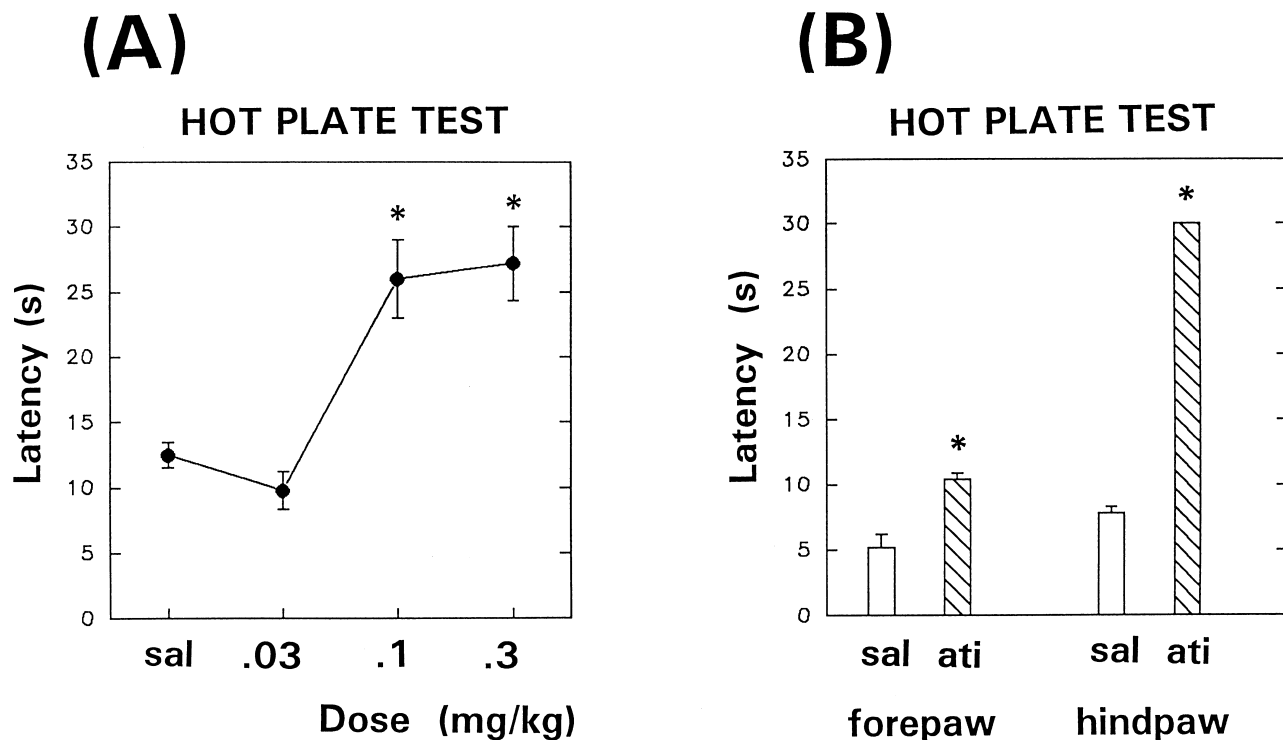 (A)
HOT PLATE TEST
35
30
25
20
15
10
5
0
Latency (s)
* *
sal .03 .1 .3
Dose (mg/kg)
(B)
HOT PLATE TEST
35
30
25
20
15
10
5
0
Latency (s)
* *
sal ati sal ati
forepaw hindpaw